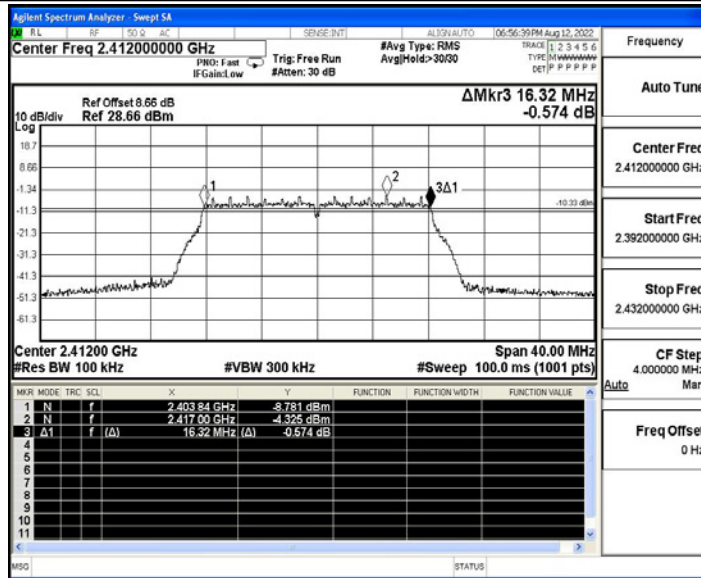 Agilent Spectrum Analyzer - Swept SA
RL RF 50 Ω AC SENSE:INT ALIGN AUTO 06:56:39 PM Aug 12, 2022
Center Freq 2.412000000 GHz
PNO: Fast
IFGain:Low
Trig: Free Run
#Atten: 30 dB
#Avg Type: RMS
Avg|Hold:>30/30
TRACE 1 2 3 4 5 6
TYPE M WWWWW
DET P P P P P P
Ref Offset 8.66 dB
Ref 28.66 dBm
10 dB/div
Log
ΔMkr3 16.32 MHz
-0.574 dB
18.7
8.66
-1.34
-11.3
-21.3
-31.3
-41.3
-51.3
-61.3
1
2
3Δ1
-10.33 dBm
Center 2.41200 GHz
#Res BW 100 kHz
#VBW 300 kHz
Span 40.00 MHz
#Sweep 100.0 ms (1001 pts)
MKR MODE TRC SCL X Y FUNCTION FUNCTION WIDTH FUNCTION VALUE
1 N f 2.403 84 GHz -8.781 dBm
2 N f 2.417 00 GHz -4.325 dBm
3 Δ1 f (Δ) 16.32 MHz (Δ) -0.574 dB
4
5
6
7
8
9
10
11
MSG STATUS
Frequency
Auto Tune
Center Freq
2.412000000 GHz
Start Freq
2.392000000 GHz
Stop Freq
2.432000000 GHz
CF Step
4.000000 MHz
Auto Man
Freq Offset
0 Hz